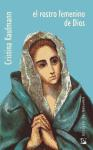 el rostro femenino
de Dios
Cristina Kaufmann